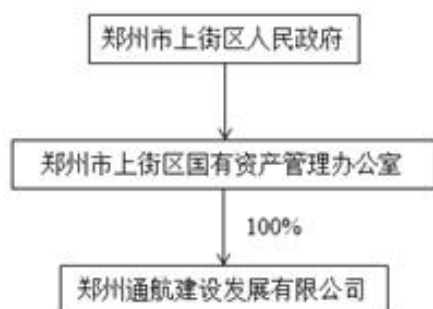 郑州市上街区人民政府
郑州市上街区国有资产管理办公室
100%
郑州通航建设发展有限公司